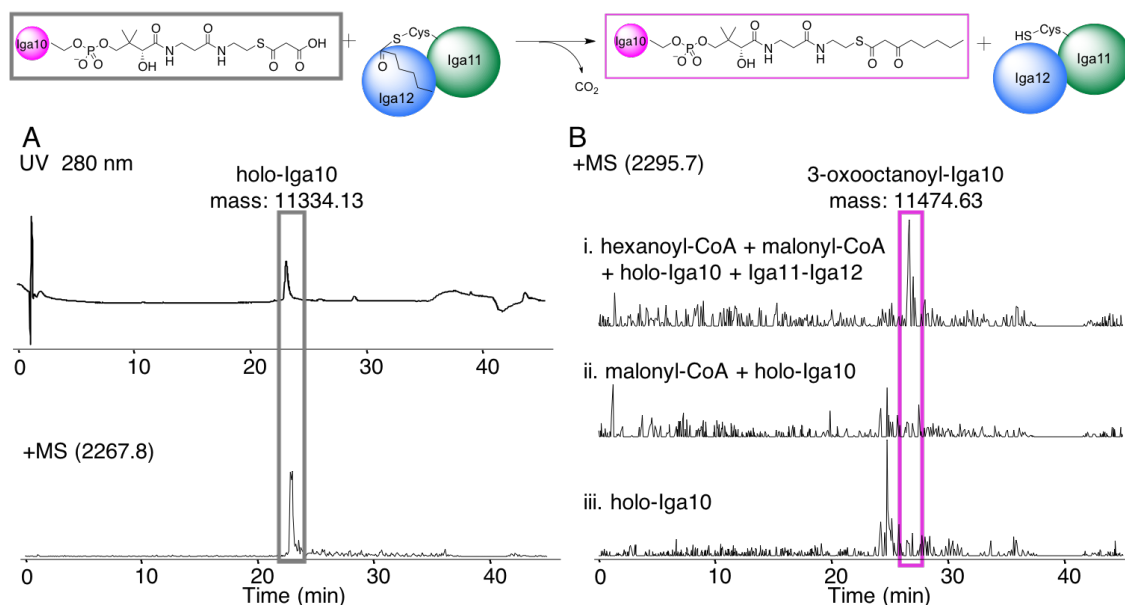 Iga10
O
P
−O
O
O
OH
O
N
H
O
N
H
S
O
O
OH
+
S
Cys
O
Iga12
Iga11
CO2
Iga10
O
P
−O
O
O
OH
O
N
H
O
N
H
S
O
O
+
HS
Cys
Iga12
Iga11
A
UV 280 nm
holo-Iga10
mass: 11334.13
0 10 20 30 40
+MS (2267.8)
0 10 20 30 40
Time (min)
B
+MS (2295.7)
3-oxooctanoyl-Iga10
mass: 11474.63
i. hexanoyl-CoA + malonyl-CoA
+ holo-Iga10 + Iga11-Iga12
ii. malonyl-CoA + holo-Iga10
iii. holo-Iga10
0 10 20 30 40
Time (min)